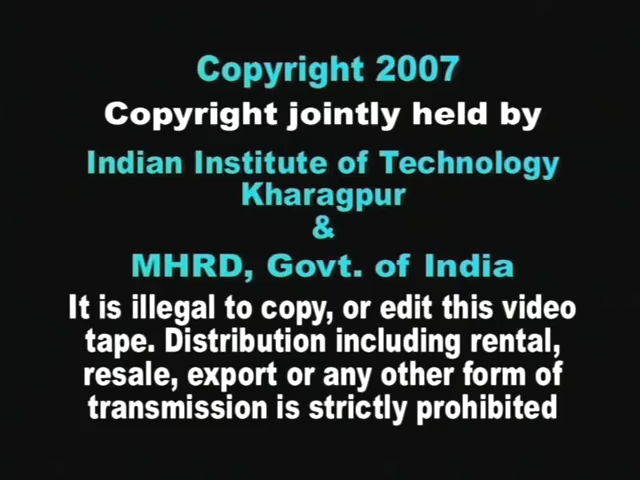 Copyright 2007
Copyright jointly held by
Indian Institute of Technology
Kharagpur
&
MHRD, Govt. of India
It is illegal to copy, or edit this video
tape. Distribution including rental,
resale, export or any other form of
transmission is strictly prohibited